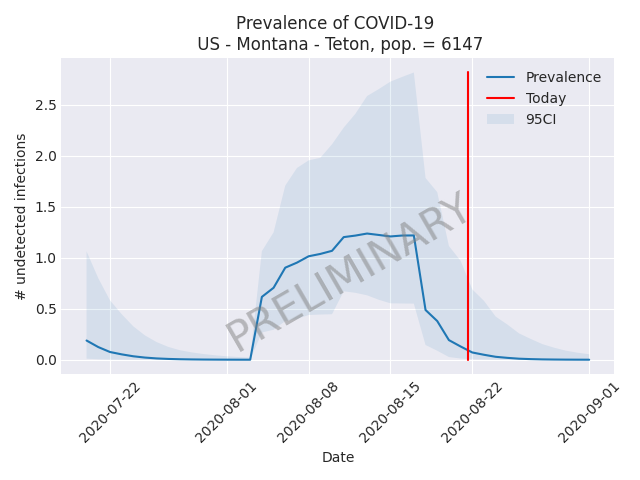 Prevalence of COVID-19
US - Montana - Teton, pop. = 6147
# undetected infections
2.5
2.0
1.5
1.0
0.5
0.0
Prevalence
Today
95CI
PRELIMINARY
2020-07-22
2020-08-01
2020-08-08
2020-08-15
2020-08-22
2020-09-01
Date